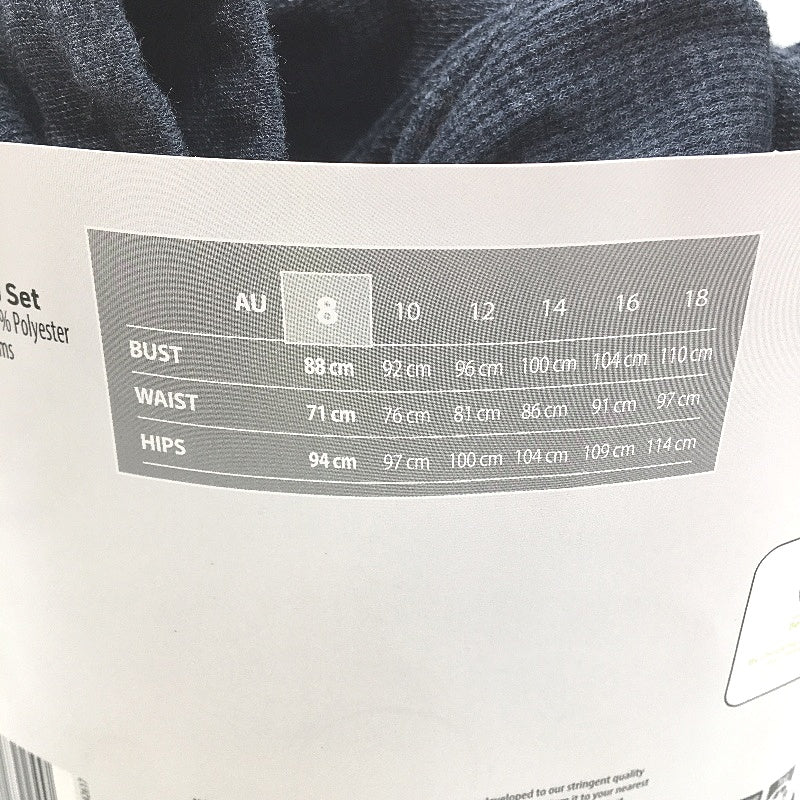 Set
% Polyester
ms
AU 8 10 12 14 16 18
BUST 88 cm 92 cm 96 cm 100 cm 104 cm 110 cm
WAIST 71 cm 76 cm 81 cm 86 cm 91 cm 97 cm
HIPS 94 cm 97 cm 100 cm 104 cm 109 cm 114 cm
eveloped to our stringent quality
it to your nearest